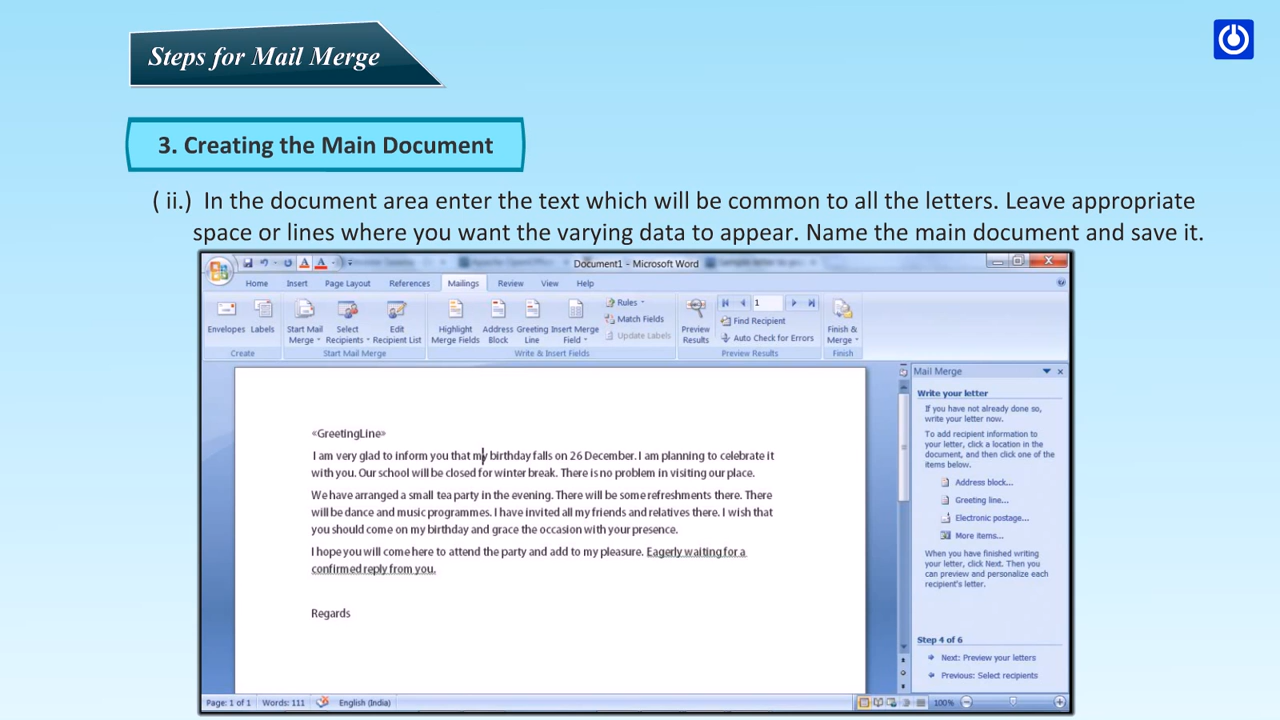 Steps for Mail Merge
3. Creating the Main Document
( ii.) In the document area enter the text which will be common to all the letters. Leave appropriate
space or lines where you want the varying data to appear. Name the main document and save it.
Document1 - Microsoft Word
Home Insert Page Layout References Mailings Review View Help
Envelopes Labels
Create
Start Mail Merge
Select Recipients
Edit Recipient List
Start Mail Merge
Highlight Merge Fields
Address Block
Greeting Line
Insert Merge Field
Rules
Match Fields
Update Labels
Write & Insert Fields
Preview Results
1
Find Recipient
Auto Check for Errors
Preview Results
Finish & Merge
Finish
«GreetingLine»
I am very glad to inform you that my birthday falls on 26 December. I am planning to celebrate it
with you. Our school will be closed for winter break. There is no problem in visiting our place.
We have arranged a small tea party in the evening. There will be some refreshments there. There
will be dance and music programmes. I have invited all my friends and relatives there. I wish that
you should come on my birthday and grace the occasion with your presence.
I hope you will come here to attend the party and add to my pleasure. Eagerly waiting for a
confirmed reply from you.
Regards
Mail Merge
Write your letter
If you have not already done so,
write your letter now.
To add recipient information to
your letter, click a location in the
document, and then click one of the
items below.
Address block...
Greeting line...
Electronic postage...
More items...
When you have finished writing
your letter, click Next. Then you
can preview and personalize each
recipient's letter.
Step 4 of 6
Next: Preview your letters
Previous: Select recipients
Page: 1 of 1 Words: 111 English (India) 100%